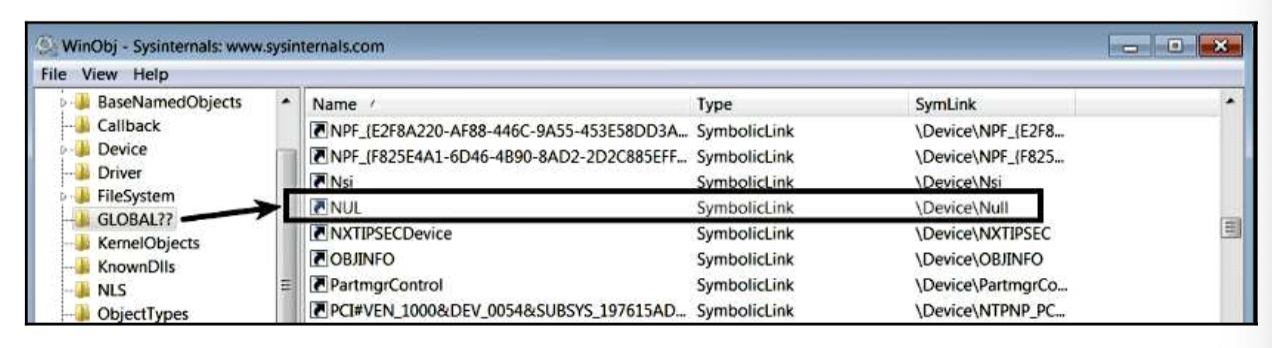 WinObj - Sysinternals: www.sysinternals.com
File View Help
BaseNamedObjects
Callback
Device
Driver
FileSystem
GLOBAL??
KernelObjects
KnownDlls
NLS
ObjectTypes
Name Type SymLink
NPF_{E2F8A220-AF88-446C-9A55-453E58DD3A... SymbolicLink \Device\NPF_{E2F8...
NPF_{F825E4A1-6D46-4B90-8AD2-2D2C885EFF... SymbolicLink \Device\NPF_{F825...
Nsi SymbolicLink \Device\Nsi
NUL SymbolicLink \Device\Null
NXTIPSECDevice SymbolicLink \Device\NXTIPSEC
OBJINFO SymbolicLink \Device\OBJINFO
PartmgrControl SymbolicLink \Device\PartmgrCo...
PCI#VEN_1000&DEV_0054&SUBSYS_197615AD... SymbolicLink \Device\NTPNP_PC...